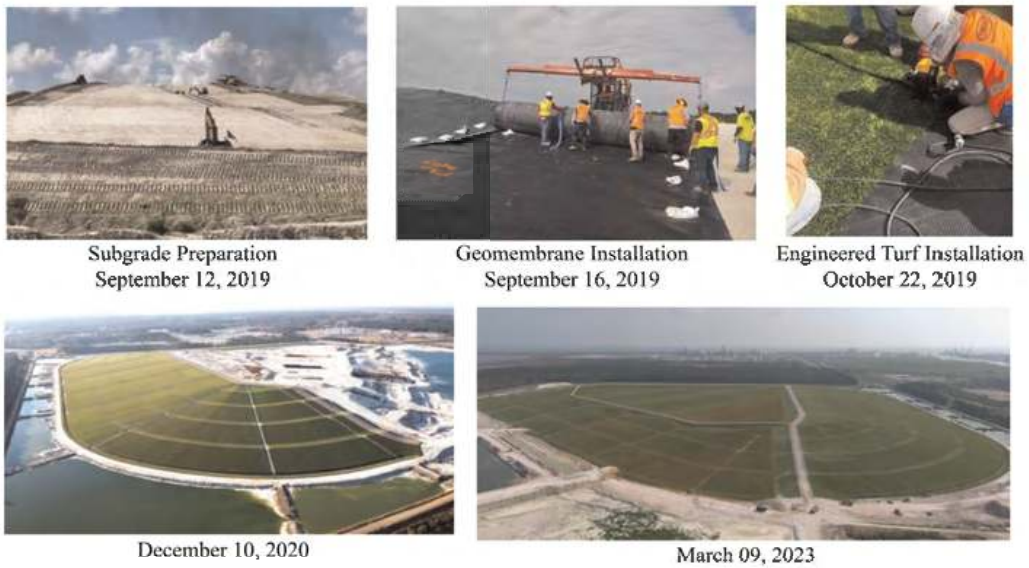 Subgrade Preparation
September 12, 2019
Geomembrane Installation
September 16, 2019
Engineered Turf Installation
October 22, 2019
December 10, 2020
March 09, 2023